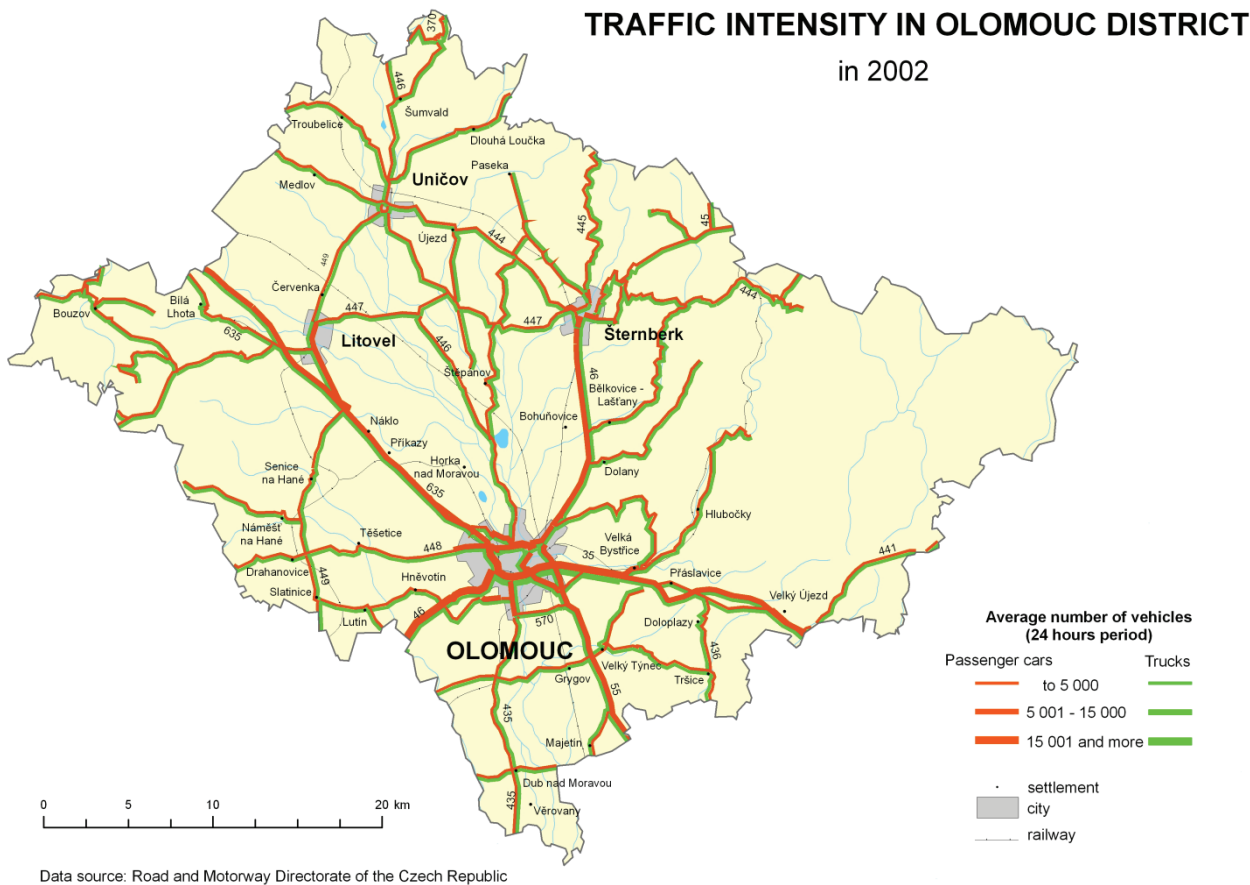 TRAFFIC INTENSITY IN OLOMOUC DISTRICT
in 2002
370
446
Šumvald
Troubelice
Dlouhá Loučka
Paseka
Medlov
Uničov
445
45
Újezd
444
449
Červenka
444
Bílá
Lhota
Bouzov
447
635
447
Litovel
Šternberk
446
46
Štěpánov
Bělkovice -
Lašťany
Bohuňovice
Náklo
Příkazy
Horka
nad Moravou
Senice
na Hané
Dolany
635
Hlubočky
Náměšť
na Hané
Těšetice
Velká
Bystřice
448
35
441
Drahanovice
Hněvotín
Přáslavice
449
Slatinice
Velký Újezd
46
Lutín
570
Doloplazy
OLOMOUC
436
Velký Týnec
Grygov
Tršice
55
435
Majetín
Dub nad Moravou
435
Věrovany
Average number of vehicles
(24 hours period)
Passenger cars Trucks
to 5 000
5 001 - 15 000
15 001 and more
settlement
city
railway
0 5 10 20 km
Data source: Road and Motorway Directorate of the Czech Republic